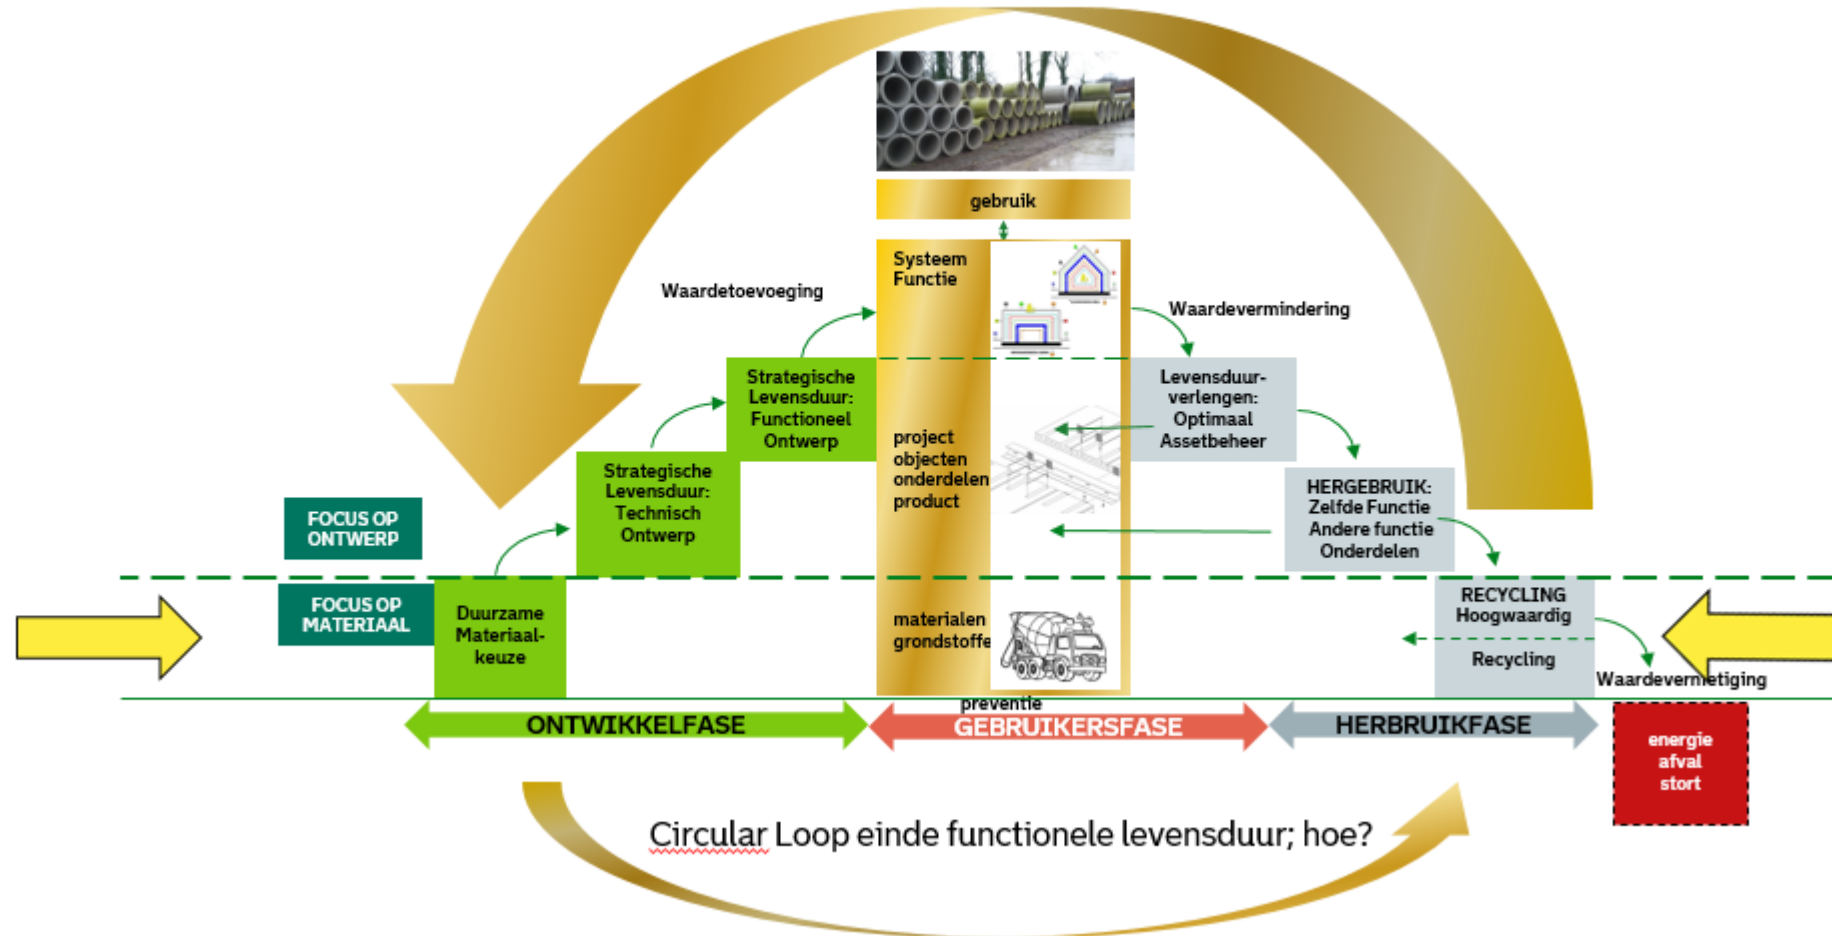 gebruik
Systeem
Functie
Waardetoevoeging
Waardevermindering
Strategische
Levensduur:
Functioneel
Ontwerp
Levensduur-
verlengen:
Optimaal
Assetbeheer
project
objecten
onderdelen
product
Strategische
Levensduur:
Technisch
Ontwerp
HERGEBRUIK:
Zelfde Functie
Andere functie
Onderdelen
FOCUS OP
ONTWERP
FOCUS OP
MATERIAAL
Duurzame
Materiaal-
keuze
materialen
grondstoffe
RECYCLING
Hoogwaardig
Recycling
Waardevernietiging
preventie
ONTWIKKELFASE
GEBRUIKERSFASE
HERBRUIKFASE
energie
afval
stort
Circular Loop einde functionele levensduur; hoe?